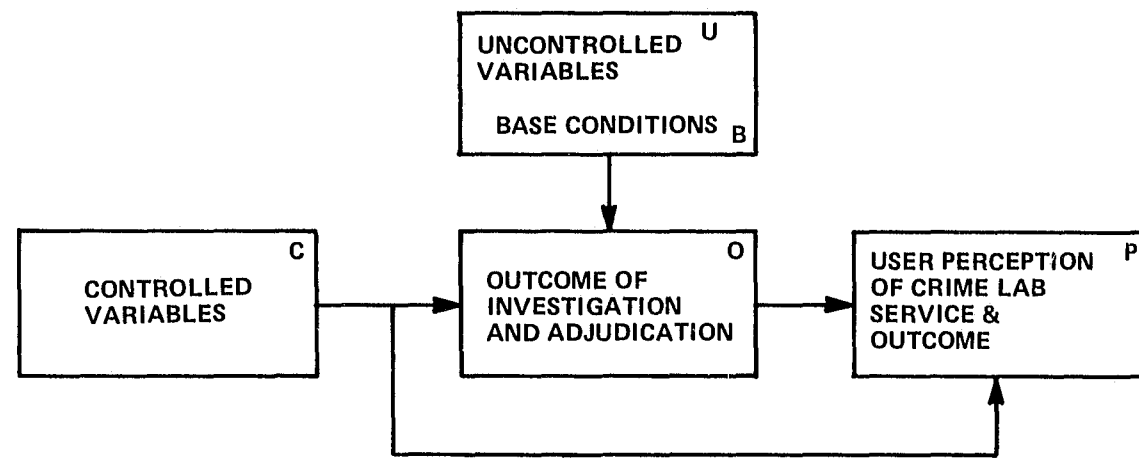 UNCONTROLLED U
VARIABLES
BASE CONDITIONS B
C
CONTROLLED
VARIABLES
O
OUTCOME OF
INVESTIGATION
AND ADJUDICATION
USER PERCEPTION P
OF CRIME LAB
SERVICE &
OUTCOME